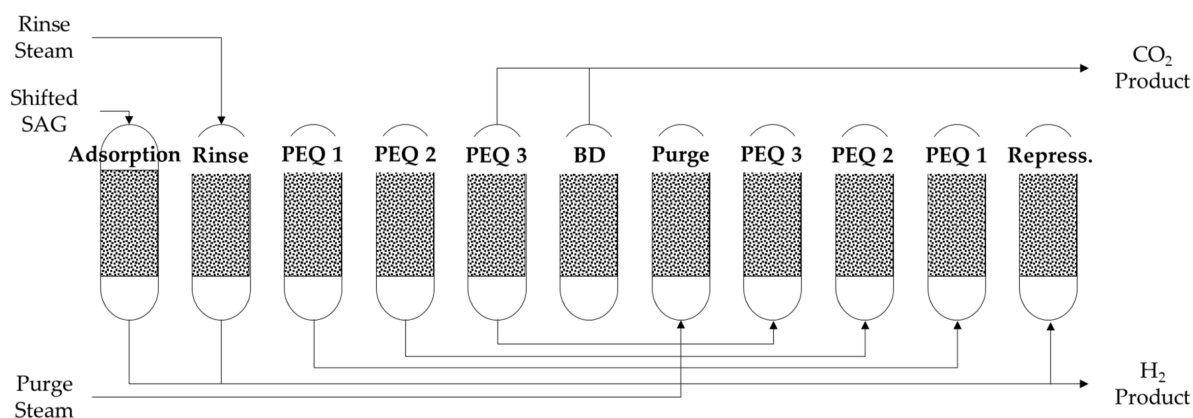 Rinse
Steam
CO₂
Product
Shifted
SAG
Adsorption Rinse PEQ 1 PEQ 2 PEQ 3 BD Purge PEQ 3 PEQ 2 PEQ 1 Repress.
Purge
Steam
H₂
Product